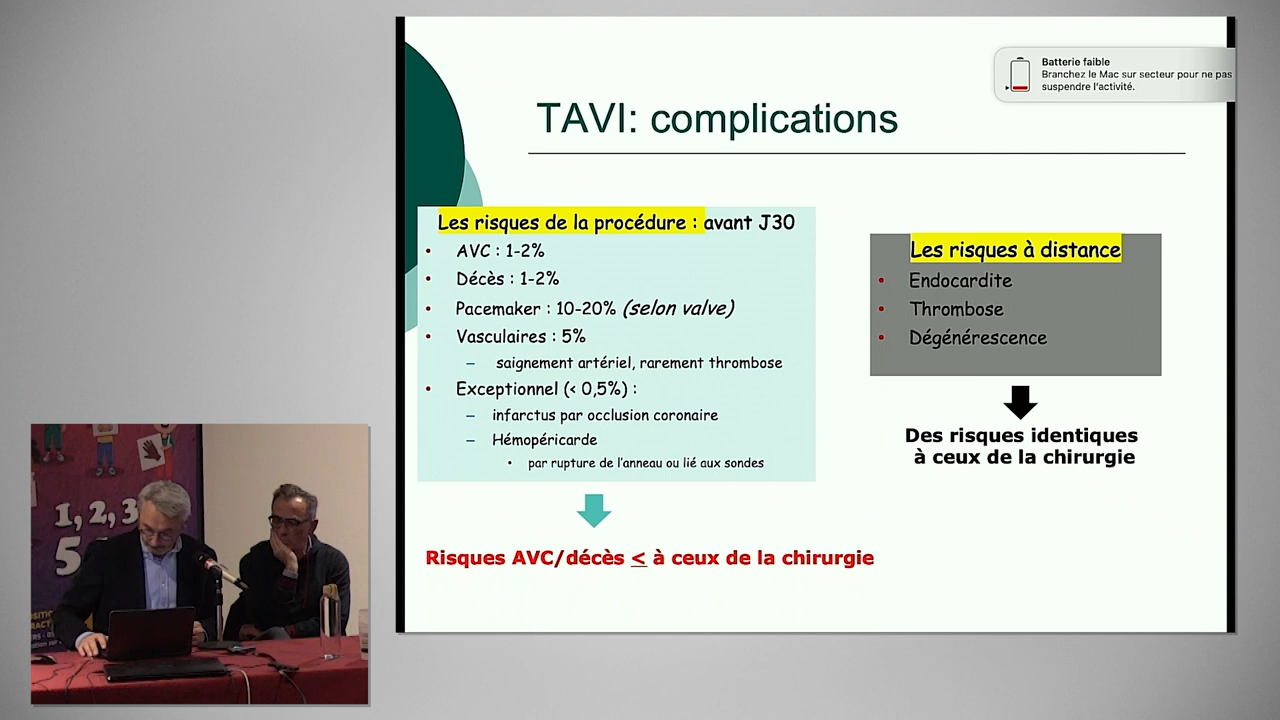 Batterie faible
Branchez le Mac sur secteur pour ne pas
suspendre l'activité.
TAVI: complications
Les risques de la procédure : avant J30
• AVC : 1-2%
• Décès : 1-2%
• Pacemaker : 10-20% (selon valve)
• Vasculaires : 5%
– saignement artériel, rarement thrombose
• Exceptionnel (< 0,5%) :
– infarctus par occlusion coronaire
– Hémopéricarde
• par rupture de l'anneau ou lié aux sondes
Risques AVC/décès < à ceux de la chirurgie
Les risques à distance
• Endocardite
• Thrombose
• Dégénérescence
Des risques identiques
à ceux de la chirurgie
1, 2, 3
5